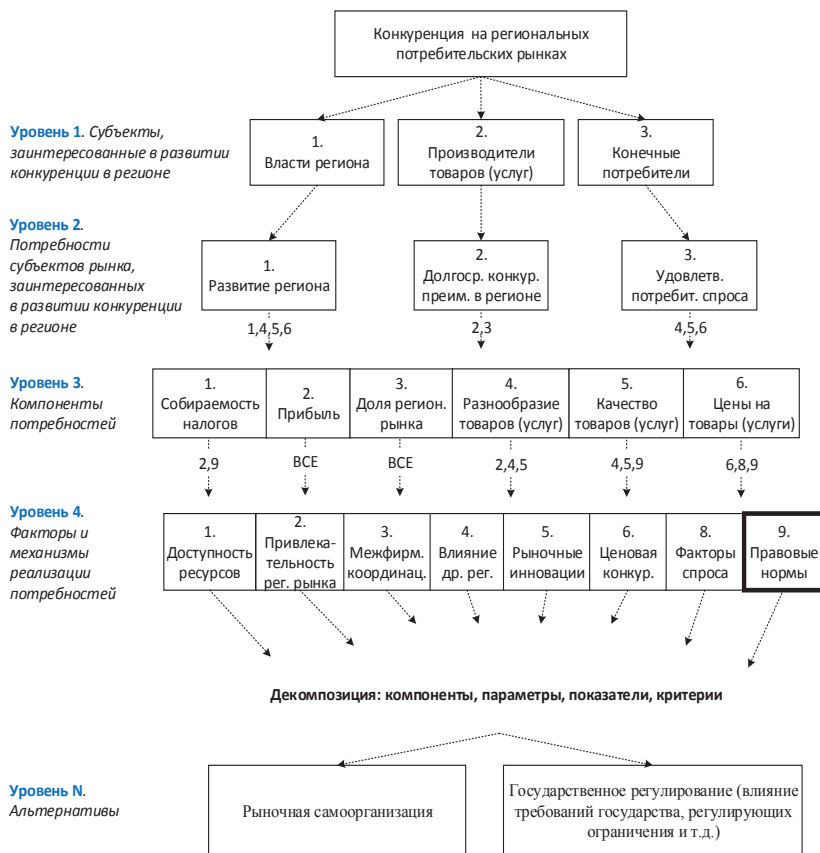 Конкуренция на региональных
потребительских рынках
Уровень 1. Субъекты,
заинтересованные в развитии
конкуренции в регионе
1.
Власти региона
2.
Производители
товаров (услуг)
3.
Конечные
потребители
Уровень 2.
Потребности
субъектов рынка,
заинтересованных
в развитии конкуренции
в регионе
1.
Развитие региона
2.
Долгоср. конкур.
преим. в регионе
3.
Удовлетв.
потребит. спроса
1,4,5,6
2,3
4,5,6
Уровень 3.
Компоненты
потребностей
1.
Собираемость
налогов
2.
Прибыль
3.
Доля регион.
рынка
4.
Разнообразие
товаров (услуг)
5.
Качество
товаров (услуг)
6.
Цены на
товары (услуги)
2,9
ВСЕ
ВСЕ
2,4,5
4,5,9
6,8,9
Уровень 4.
Факторы и
механизмы
реализации
потребностей
1.
Доступность
ресурсов
2.
Привлека-
тельность
рег. рынка
3.
Межфирм.
координац.
4.
Влияние
др. рег.
5.
Рыночные
инновации
6.
Ценовая
конкур.
8.
Факторы
спроса
9.
Правовые
нормы
Декомпозиция: компоненты, параметры, показатели, критерии
Уровень N.
Альтернативы
Рыночная самоорганизация
Государственное регулирование (влияние
требований государства, регулирующих
ограничения и т.д.)